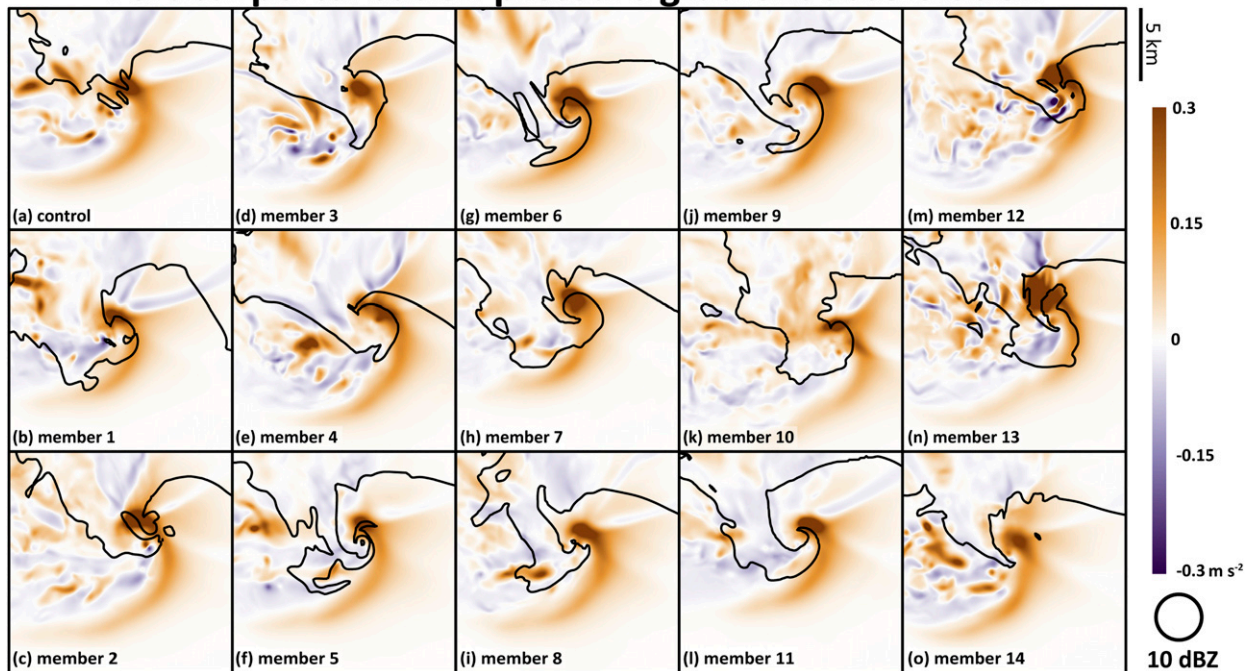 5 km
(a) control
(d) member 3
(g) member 6
(j) member 9
(m) member 12
(b) member 1
(e) member 4
(h) member 7
(k) member 10
(n) member 13
(c) member 2
(f) member 5
(i) member 8
(l) member 11
(o) member 14
0.3
0.15
0
-0.15
-0.3 m s⁻²
10 dBZ